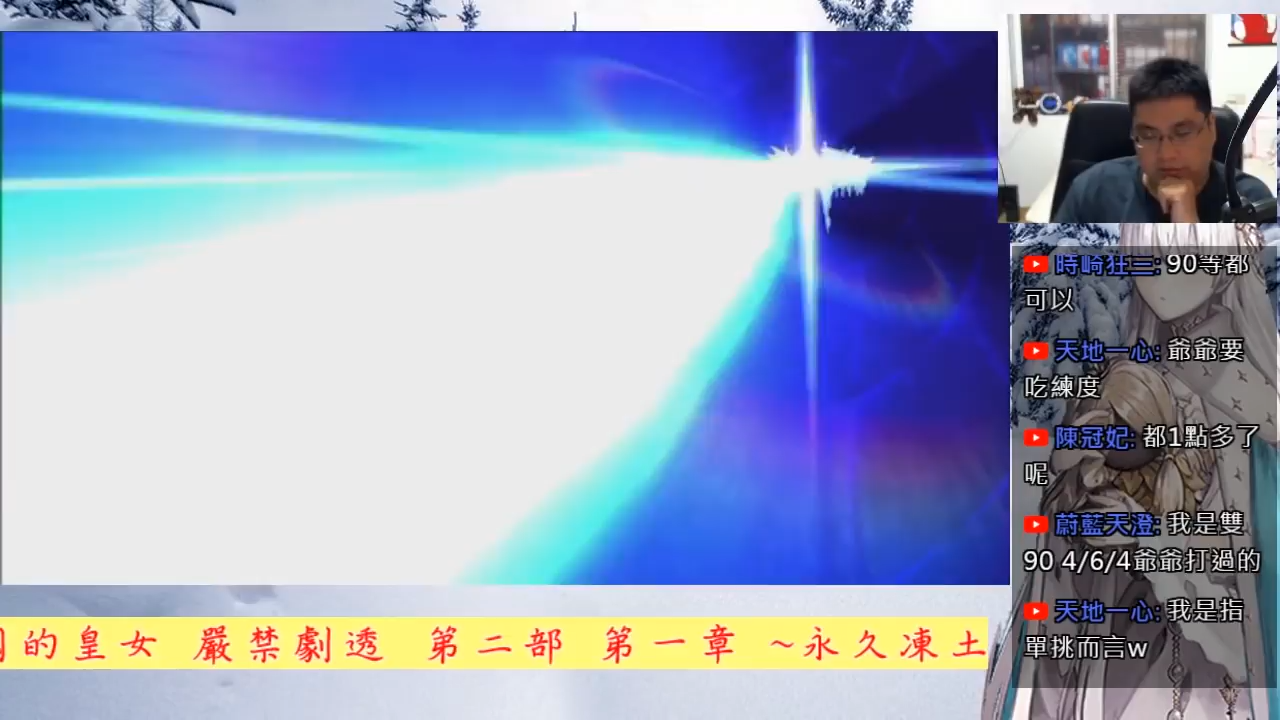 時崎狂三: 90等都
可以
天地一心: 爺爺要
吃練度
陳冠妃: 都1點多了
呢
蔚藍天澄: 我是雙
90 4/6/4爺爺打過的
天地一心: 我是指
單挑而言w
的皇女 嚴禁劇透 第二部 第一章 ~永久凍土